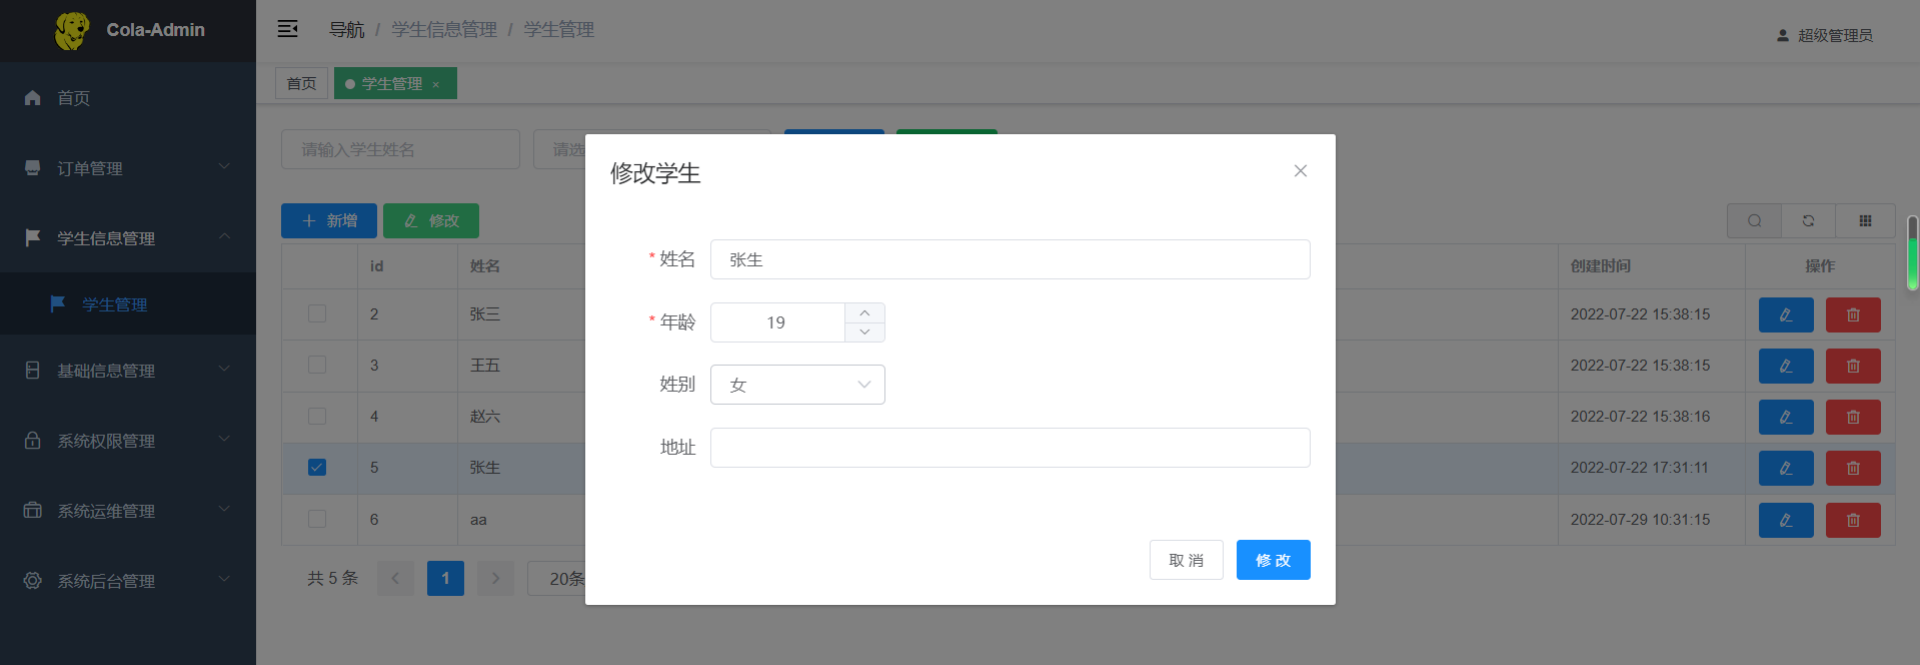 Cola-Admin
导航 / 学生信息管理 / 学生管理
超级管理员
首页
学生管理 ×
首页
订单管理
学生信息管理
学生管理
基础信息管理
系统权限管理
系统运维管理
系统后台管理
请输入学生姓名
请选
+ 新增
修改
id 姓名 创建时间 操作
2 张三 2022-07-22 15:38:15
3 王五 2022-07-22 15:38:15
4 赵六 2022-07-22 15:38:16
5 张生 2022-07-22 17:31:11
6 aa 2022-07-29 10:31:15
共 5 条 < 1 > 20条
修改学生
* 姓名 张生
* 年龄 19
姓别 女
地址
取 消
修 改